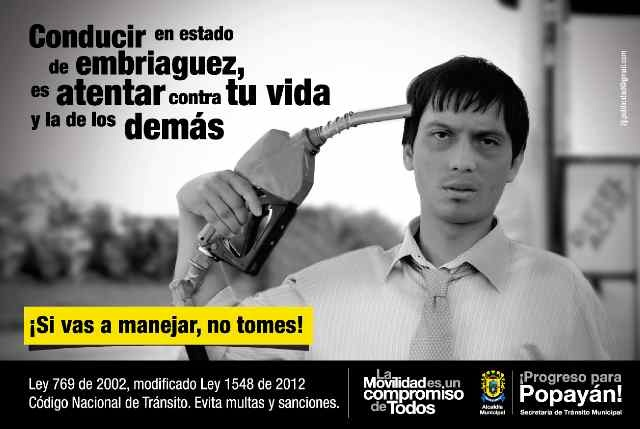 Conducir en estado
de embriaguez,
es atentar contra tu vida
y la de los demás
¡Si vas a manejar, no tomes!
Ley 769 de 2002, modificado Ley 1548 de 2012
Código Nacional de Tránsito. Evita multas y sanciones.
La
Movilidad es un
compromiso
de Todos
Alcaldía
Municipal
¡Progreso para
Popayán!
Secretaría de Tránsito Municipal